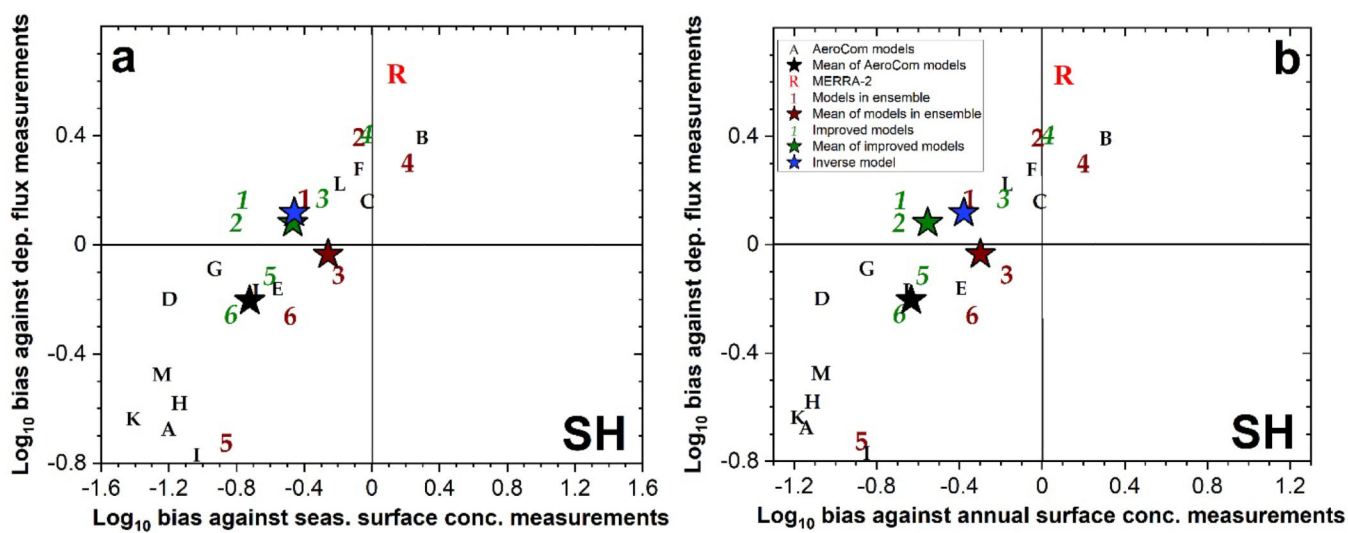 a
Log10 bias against dep. flux measurements
0.4
0
-0.4
-0.8
-1.6
-1.2
-0.8
-0.4
0
0.4
0.8
1.2
1.6
R
2
4
B
4
F
L
C
1
3
1
2
G
5
3
E
D
6
6
M
H
K
A
5
I
SH
Log10 bias against seas. surface conc. measurements
b
Log10 bias against dep. flux measurements
A AeroCom models
Mean of AeroCom models
R MERRA-2
1 Models in ensemble
Mean of models in ensemble
1 Improved models
Mean of improved models
Inverse model
0.4
0
-0.4
-0.8
-1.2
-0.8
-0.4
0
0.4
0.8
1.2
R
2
4
B
4
F
L
C
1
3
1
2
G
5
3
E
D
6
6
M
H
K
A
5
SH
Log10 bias against annual surface conc. measurements